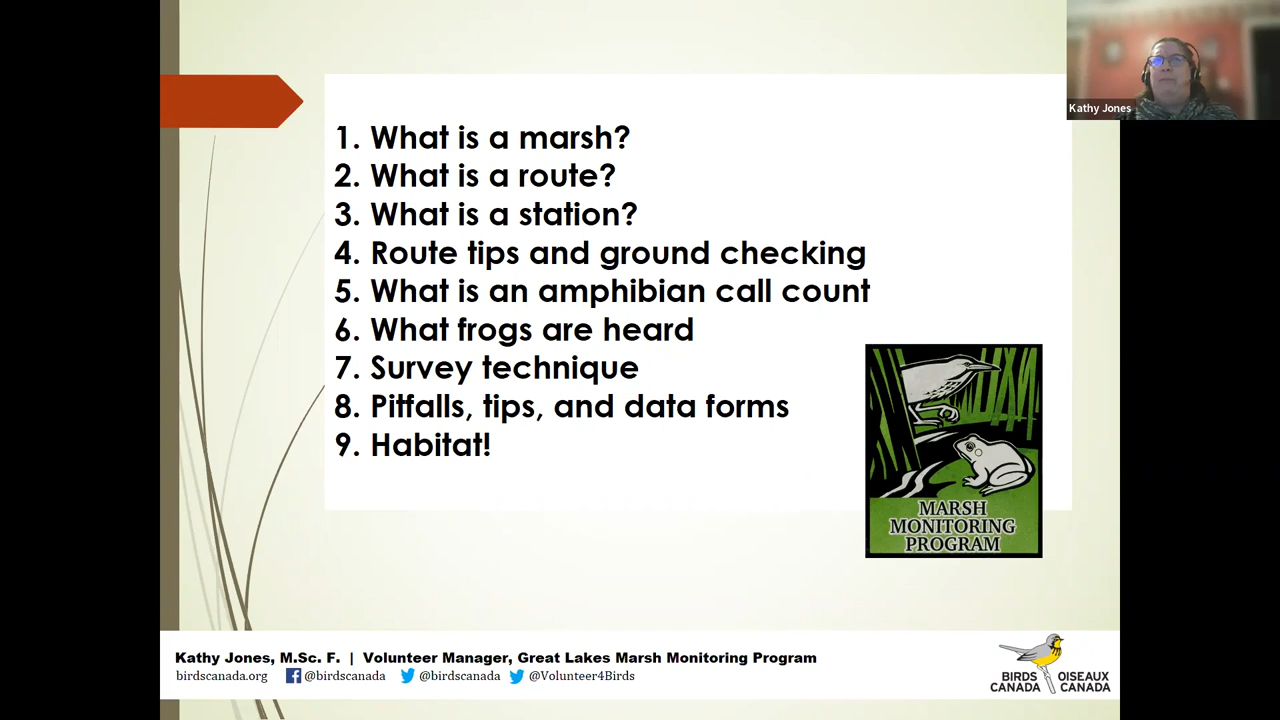 Kathy Jones
1. What is a marsh?
2. What is a route?
3. What is a station?
4. Route tips and ground checking
5. What is an amphibian call count
6. What frogs are heard
7. Survey technique
8. Pitfalls, tips, and data forms
9. Habitat!
MARSH
MONITORING
PROGRAM
Kathy Jones, M.Sc. F. | Volunteer Manager, Great Lakes Marsh Monitoring Program
birdscanada.org @birdscanada @birdscanada @Volunteer4Birds
BIRDS CANADA
OISEAUX CANADA